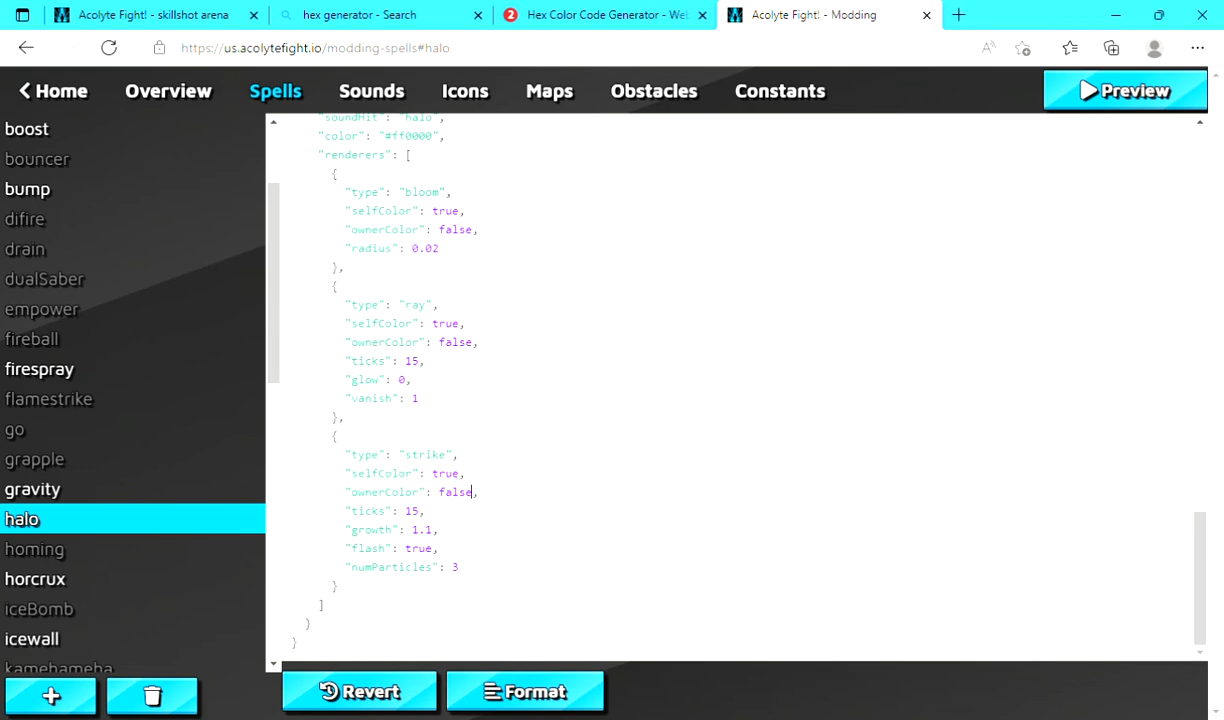 Acolyte Fight! - skillshot arena
hex generator - Search
2 Hex Color Code Generator - Web
Acolyte Fight! - Modding
https://us.acolytefight.io/modding-spells#halo
Home
Overview
Spells
Sounds
Icons
Maps
Obstacles
Constants
Preview
boost
bouncer
bump
difire
drain
dualSaber
empower
fireball
firespray
flamestrike
go
grapple
gravity
halo
homing
horcrux
iceBomb
icewall
kamehameha
"soundHit": "halo",
"color": "#ff0000",
"renderers": [
{
"type": "bloom",
"selfColor": true,
"ownerColor": false,
"radius": 0.02
},
{
"type": "ray",
"selfColor": true,
"ownerColor": false,
"ticks": 15,
"glow": 0,
"vanish": 1
},
{
"type": "strike",
"selfColor": true,
"ownerColor": false,
"ticks": 15,
"growth": 1.1,
"flash": true,
"numParticles": 3
}
]
}
}
Revert
Format